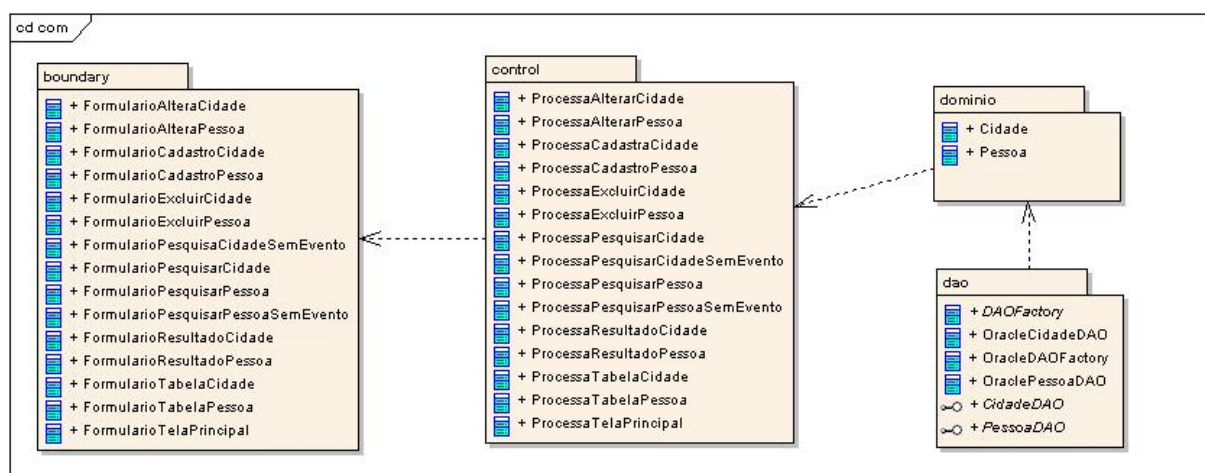 cd com
boundary
+ FormularioAlteraCidade
+ FormularioAlteraPessoa
+ FormularioCadastroCidade
+ FormularioCadastroPessoa
+ FormularioExcluirCidade
+ FormularioExcluirPessoa
+ FormularioPesquisaCidadeSemEvento
+ FormularioPesquisarCidade
+ FormularioPesquisarPessoa
+ FormularioPesquisarPessoaSemEvento
+ FormularioResultadoCidade
+ FormularioResultadoPessoa
+ FormularioTabelaCidade
+ FormularioTabelaPessoa
+ FormularioTelaPrincipal
control
+ ProcessaAlterarCidade
+ ProcessaAlterarPessoa
+ ProcessaCadastraCidade
+ ProcessaCadastroPessoa
+ ProcessaExcluirCidade
+ ProcessaExcluirPessoa
+ ProcessaPesquisarCidade
+ ProcessaPesquisarCidadeSemEvento
+ ProcessaPesquisarPessoa
+ ProcessaPesquisarPessoaSemEvento
+ ProcessaResultadoCidade
+ ProcessaResultadoPessoa
+ ProcessaTabelaCidade
+ ProcessaTabelaPessoa
+ ProcessaTelaPrincipal
dominio
+ Cidade
+ Pessoa
dao
+ DAOFactory
+ OracleCidadeDAO
+ OracleDAOFactory
+ OraclePessoaDAO
+ CidadeDAO
+ PessoaDAO